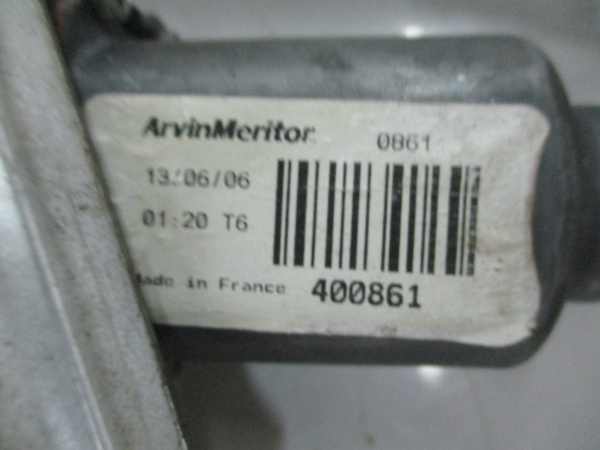 ArvinMeritor 0861
13/06/06
01:20 T6
Made in France 400861